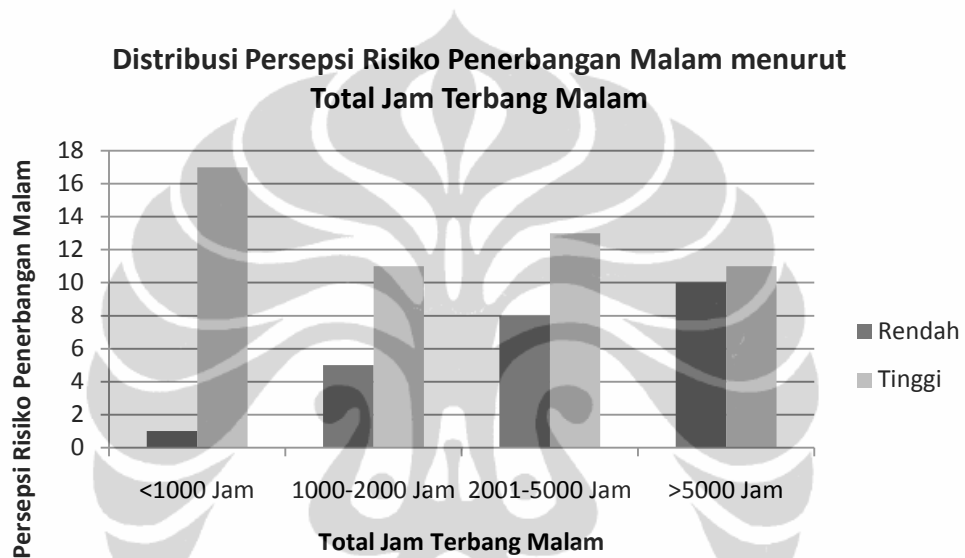 Distribusi Persepsi Risiko Penerbangan Malam menurut
Total Jam Terbang Malam
Persepsi Risiko Penerbangan Malam
18
16
14
12
10
8
6
4
2
0
<1000 Jam 1000-2000 Jam 2001-5000 Jam >5000 Jam
Total Jam Terbang Malam
Rendah
Tinggi